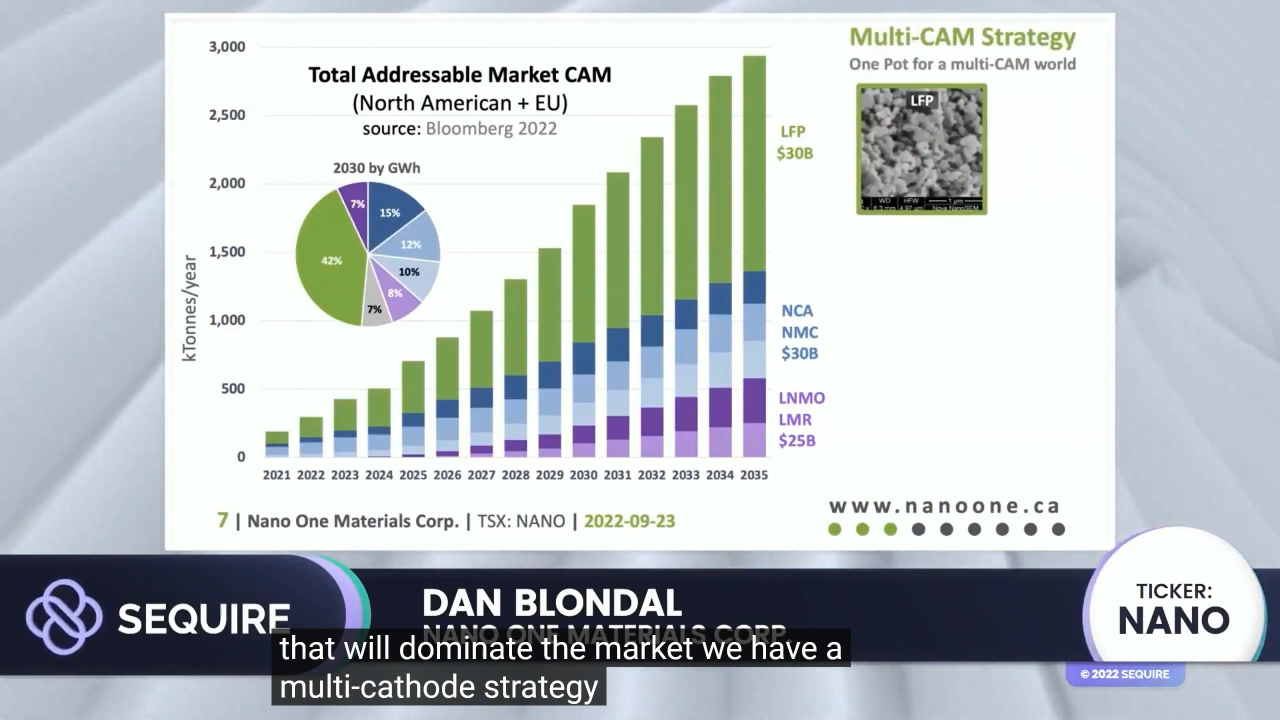 Total Addressable Market CAM
(North American + EU)
source: Bloomberg 2022
2030 by GWh
7%
15%
12%
42%
10%
8%
7%
kTonnes/year
3,000
2,500
2,000
1,500
1,000
500
0
2021 2022 2023 2024 2025 2026 2027 2028 2029 2030 2031 2032 2033 2034 2035
LFP
$30B
NCA
NMC
$30B
LNMO
LMR
$25B
Multi-CAM Strategy
One Pot for a multi-CAM world
LFP
WD HFW 1 µm
7 | Nano One Materials Corp. | TSX: NANO | 2022-09-23
www.nanoone.ca
SEQUIRE
DAN BLONDAL
NANO ONE MATERIALS CORP.
that will dominate the market we have a
multi-cathode strategy
TICKER:
NANO
© 2022 SEQUIRE